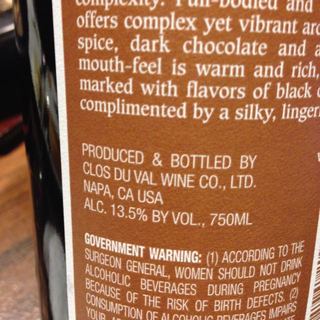 complexity. Full-bodied and
offers complex yet vibrant
spice, dark chocolate and
mouth-feel is warm and rich,
marked with flavors of black
complimented by a silky,
PRODUCED & BOTTLED BY
CLOS DU VAL WINE CO., LTD.
NAPA, CA USA
ALC. 13.5% BY VOL., 750ML
GOVERNMENT WARNING: (1) ACCORDING TO THE
SURGEON GENERAL, WOMEN SHOULD NOT DRINK
ALCOHOLIC BEVERAGES DURING PREGNANCY
BECAUSE OF THE RISK OF BIRTH DEFECTS. (2)
CONSUMPTION OF ALCOHOLIC BEVERAGES IMPAIRS
YOUR